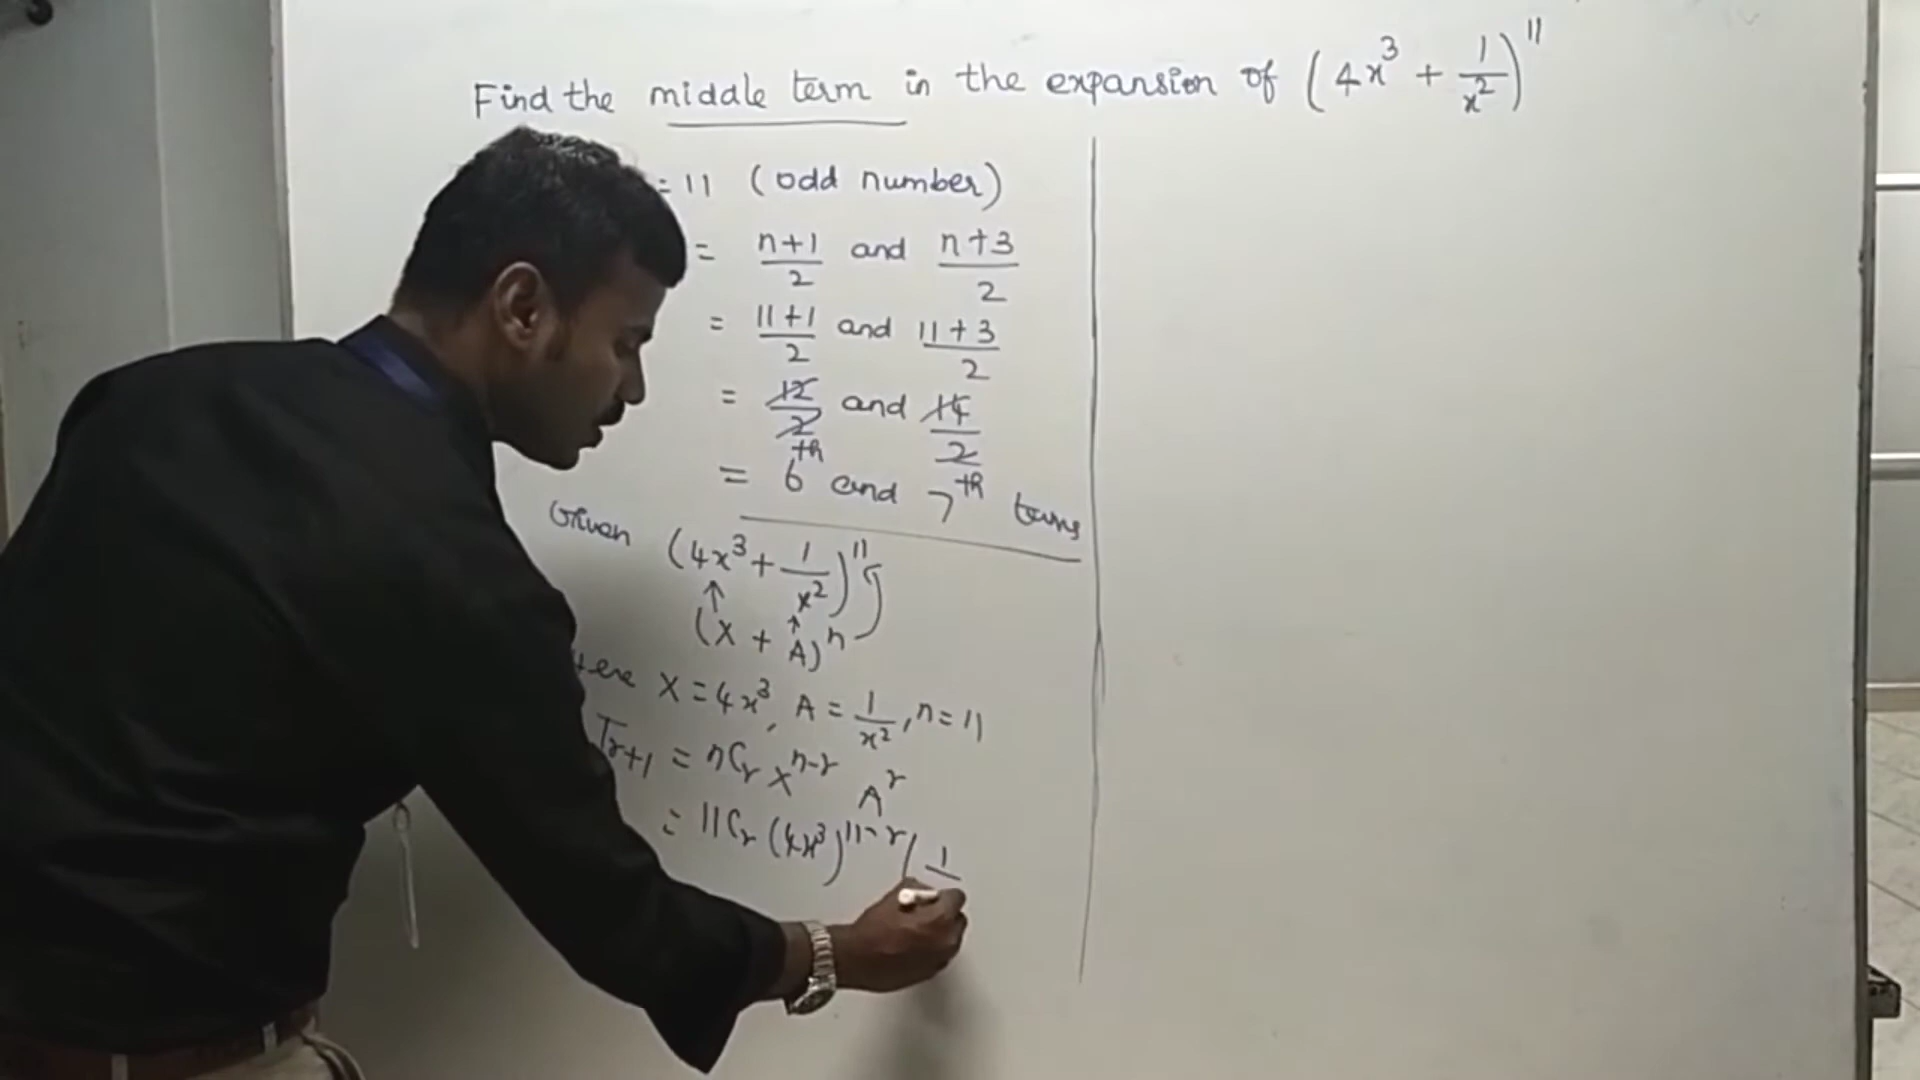 Find the middle term in the expansion of (4x³ + 1/x²)¹¹
= 11 (odd number)
= n+1/2 and n+3/2
= 11+1/2 and 11+3/2
= 12/2 and 14/2
= 6th and 7th terms
Given (4x³ + 1/x²)¹¹
(X + A)ⁿ
Here X = 4x³, A = 1/x², n = 11
Tr+1 = nCr Xⁿ⁻ʳ Aʳ
= 11Cr (4x³)¹¹⁻ʳ (1/